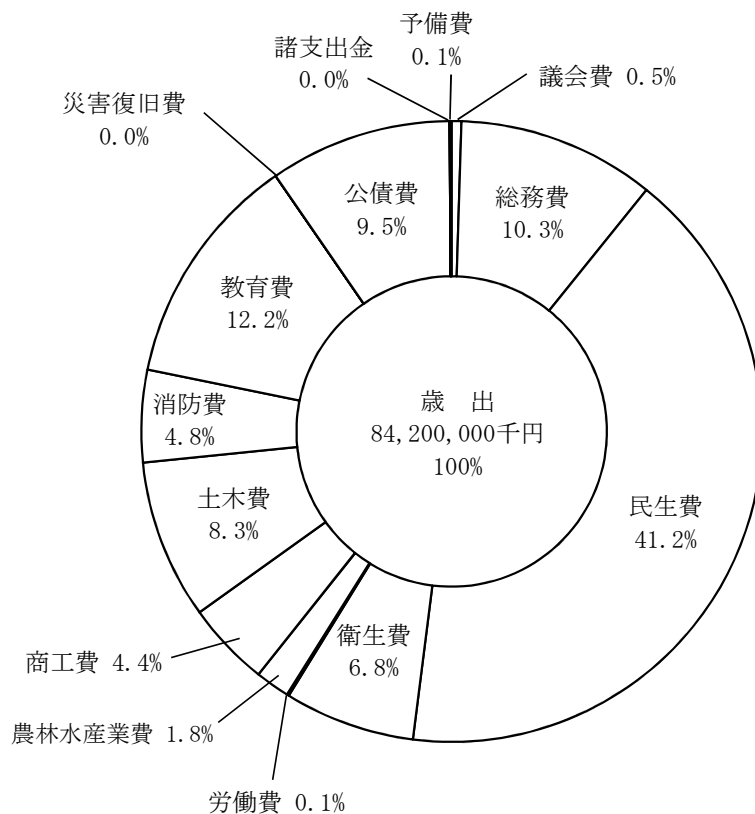 予備費
0.1%
諸支出金
0.0%
議会費 0.5%
災害復旧費
0.0%
公債費
9.5%
総務費
10.3%
教育費
12.2%
消防費
4.8%
歳 出
84,200,000千円
100%
土木費
8.3%
民生費
41.2%
衛生費
6.8%
商工費 4.4%
農林水産業費 1.8%
労働費 0.1%